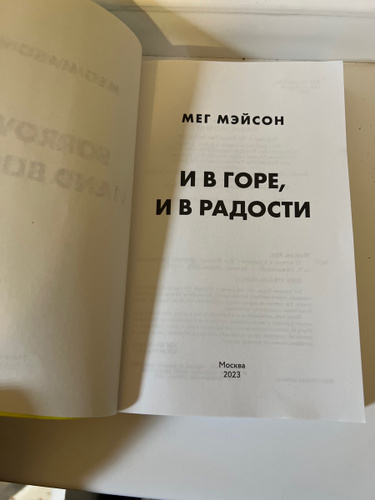 МЕГ МЭЙСОН
И В ГОРЕ,
И В РАДОСТИ
Москва
2023